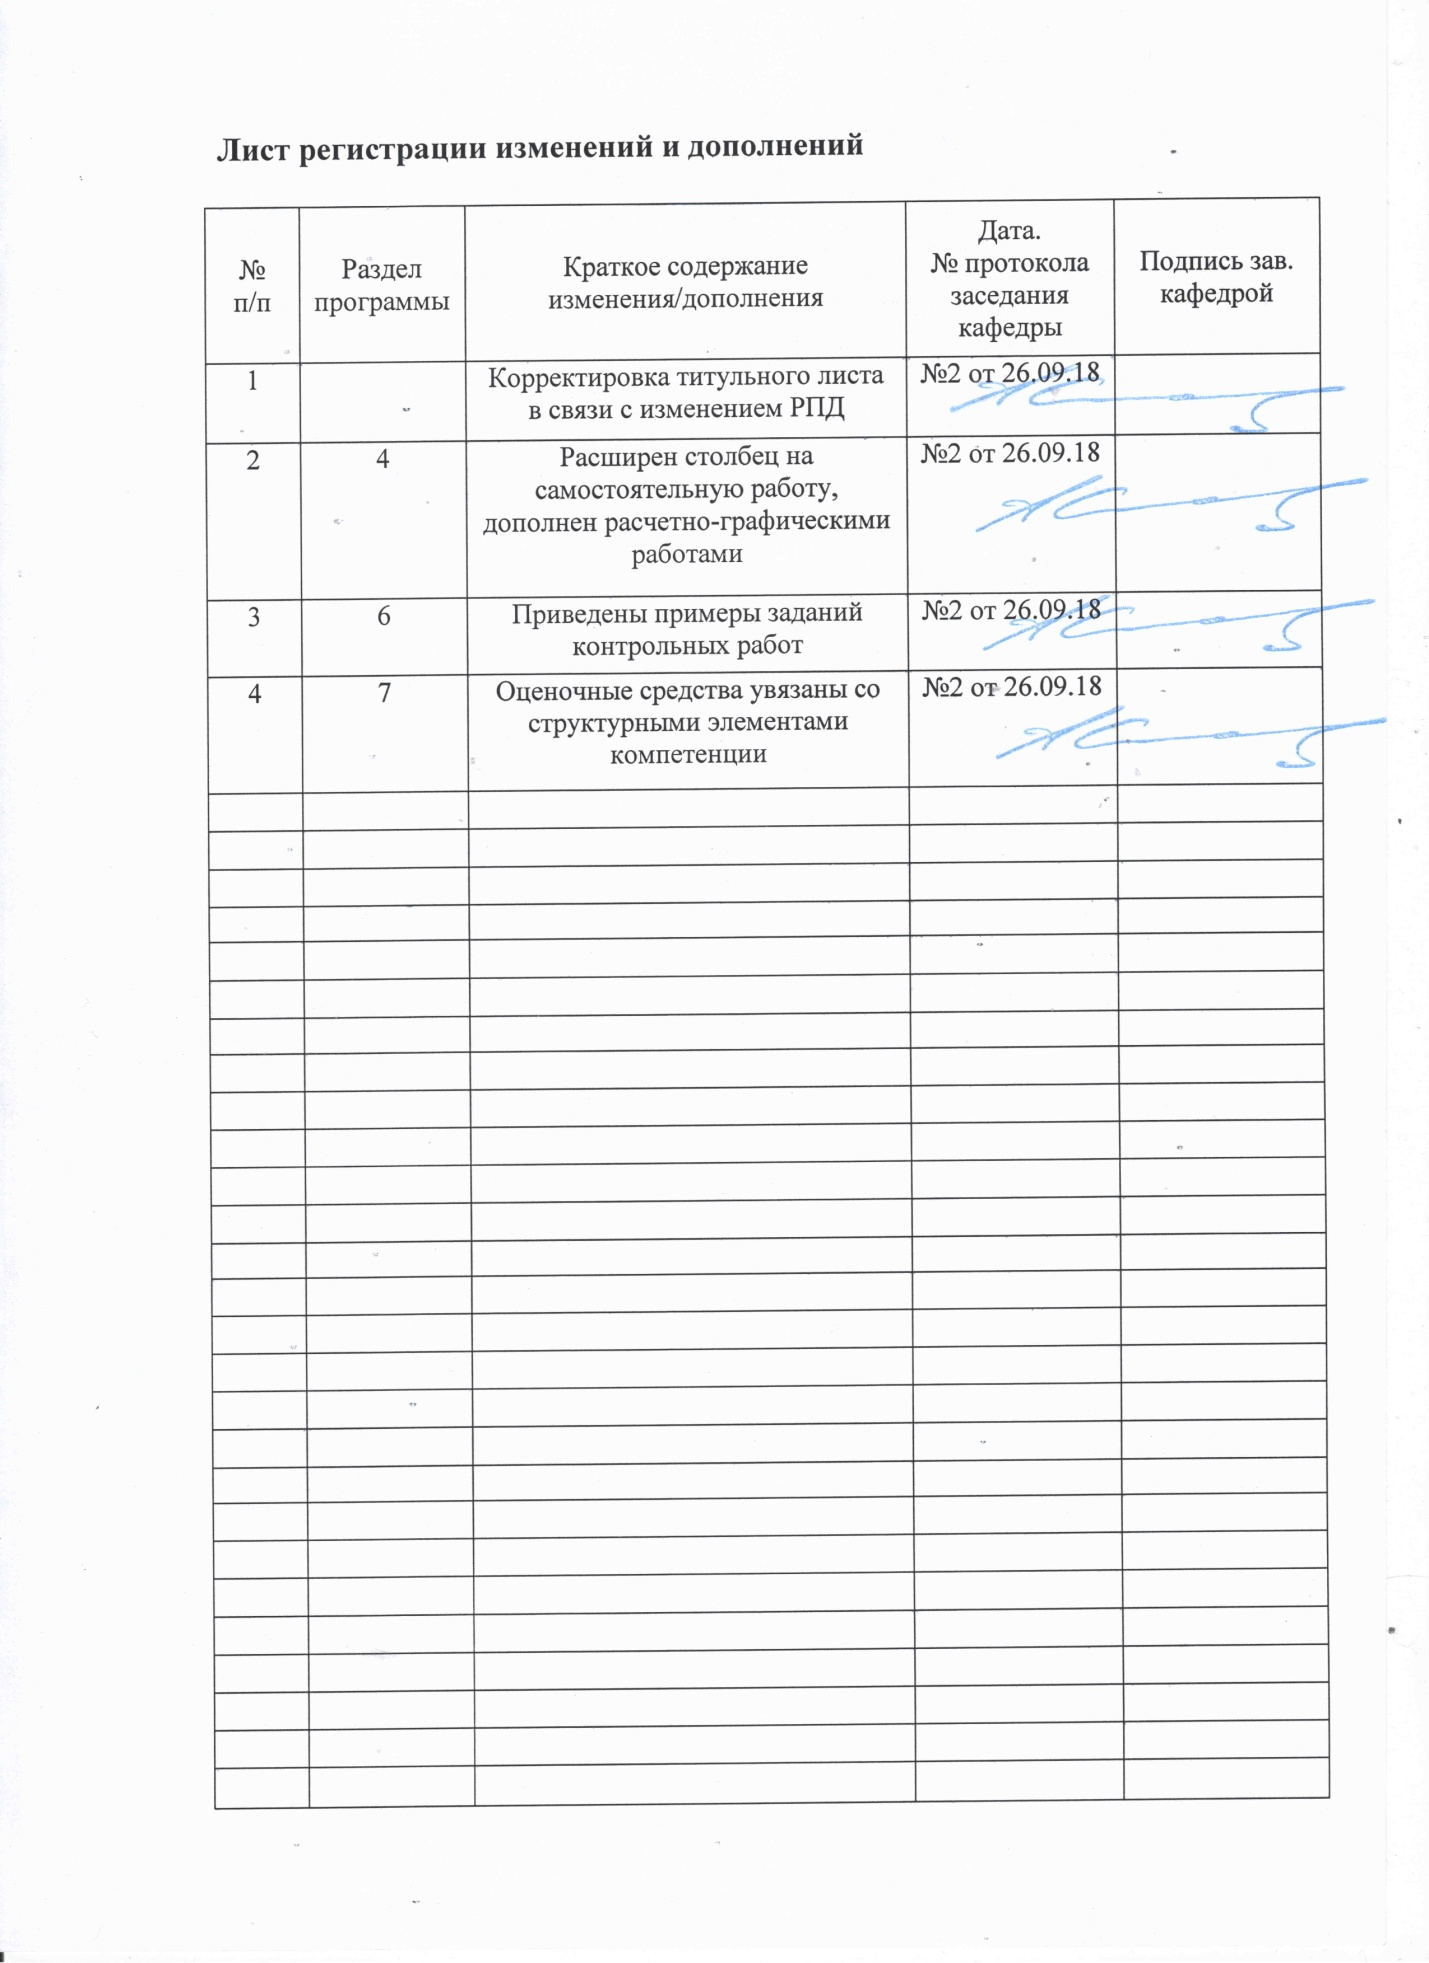 Лист регистрации изменений и дополнений
№
п/п
Раздел
программы
Краткое содержание
изменения/дополнения
Дата.
№ протокола
заседания
кафедры
Подпись зав.
кафедрой
1
Корректировка титульного листа
в связи с изменением РПД
№2 от 26.09.18
2
4
Расширен столбец на
самостоятельную работу,
дополнен расчетно-графическими
работами
№2 от 26.09.18
3
6
Приведены примеры заданий
контрольных работ
№2 от 26.09.18
4
7
Оценочные средства увязаны со
структурными элементами
компетенции
№2 от 26.09.18